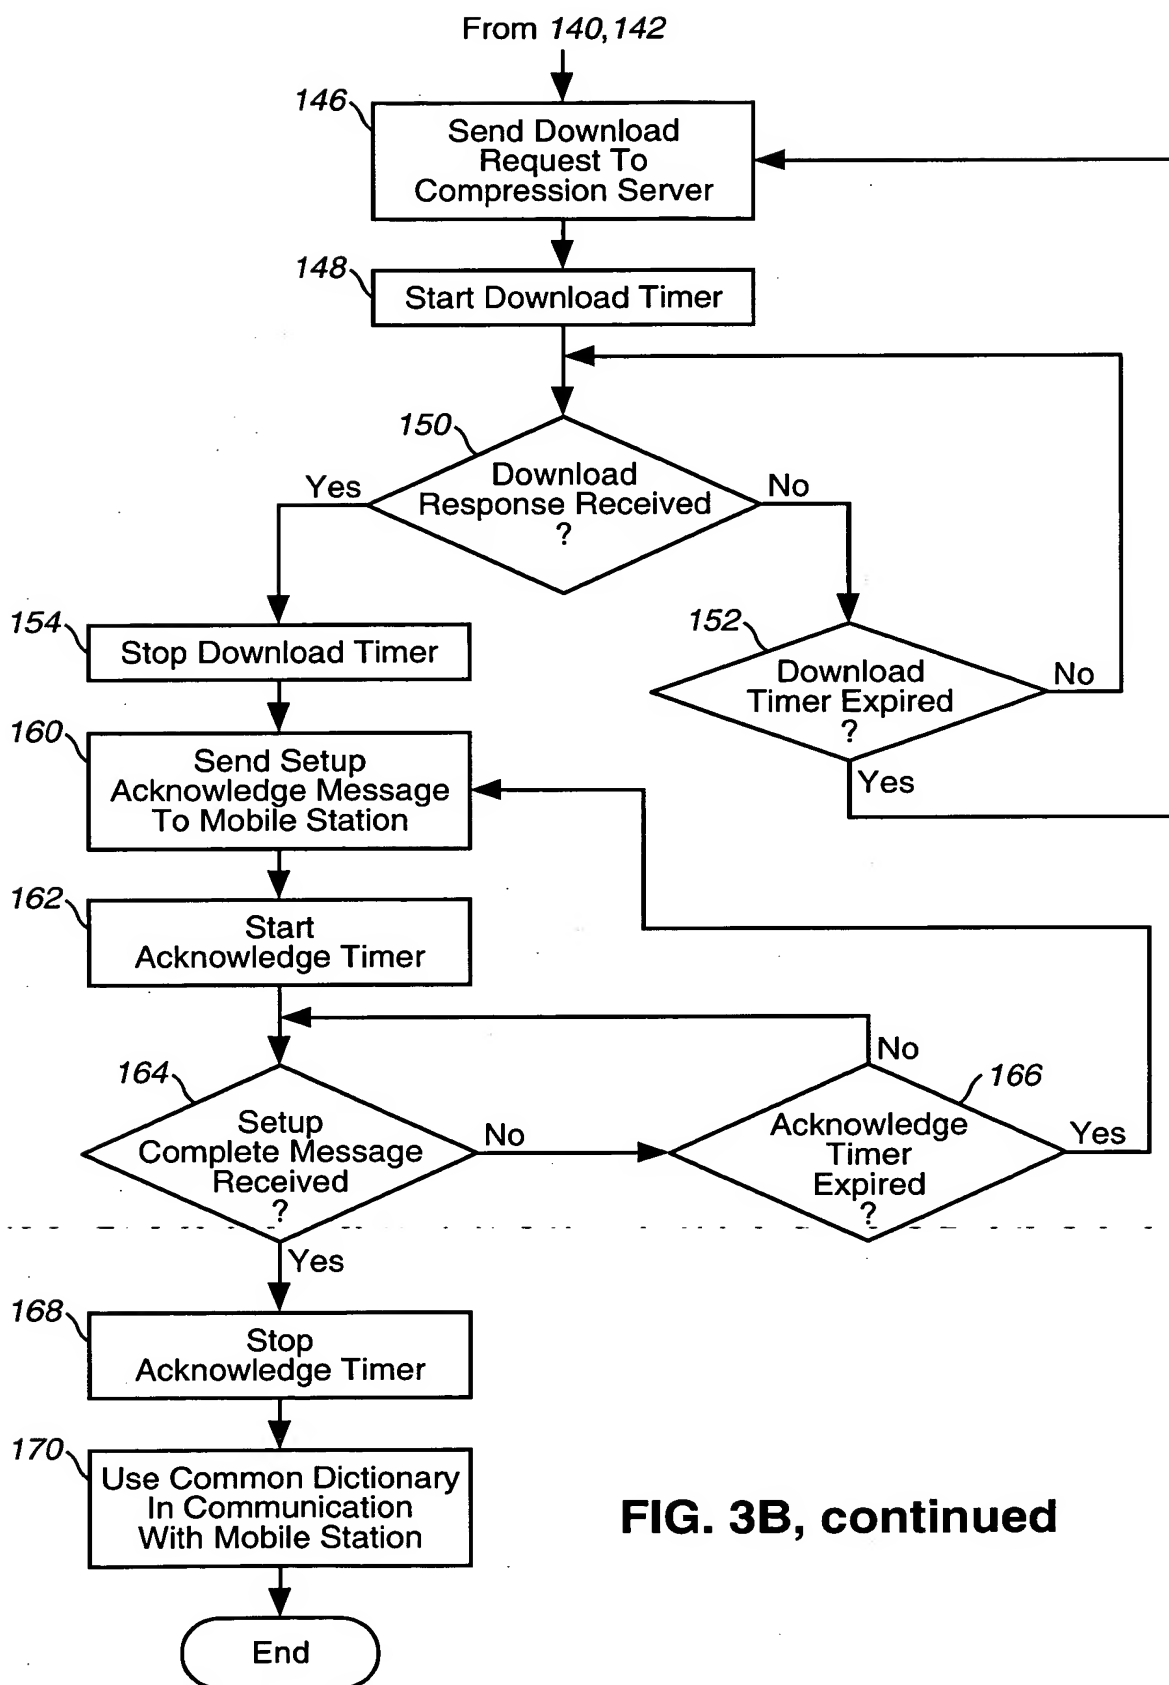 From 140, 142
146
Send Download
Request To
Compression Server
148
Start Download Timer
150
Download
Response Received
?
Yes
No
154
Stop Download Timer
152
Download
Timer Expired
?
No
Yes
160
Send Setup
Acknowledge Message
To Mobile Station
162
Start
Acknowledge Timer
164
Setup
Complete Message
Received
?
No
Yes
166
Acknowledge
Timer
Expired
?
No
Yes
168
Stop
Acknowledge Timer
170
Use Common Dictionary
In Communication
With Mobile Station
End
FIG. 3B, continued